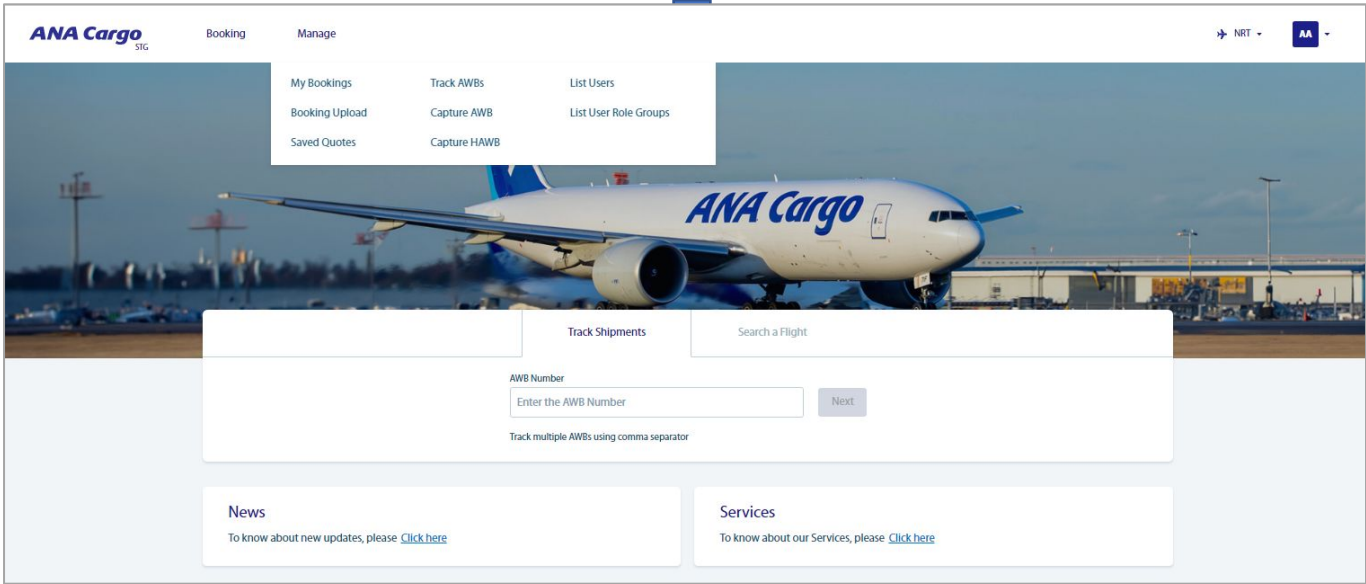 ANA Cargo
STG
Booking
Manage
NRT
AA
My Bookings
Track AWBs
List Users
Booking Upload
Capture AWB
List User Role Groups
Saved Quotes
Capture HAWB
ANA Cargo
Track Shipments
Search a Flight
AWB Number
Enter the AWB Number
Next
Track multiple AWBs using comma separator
News
To know about new updates, please Click here
Services
To know about our Services, please Click here